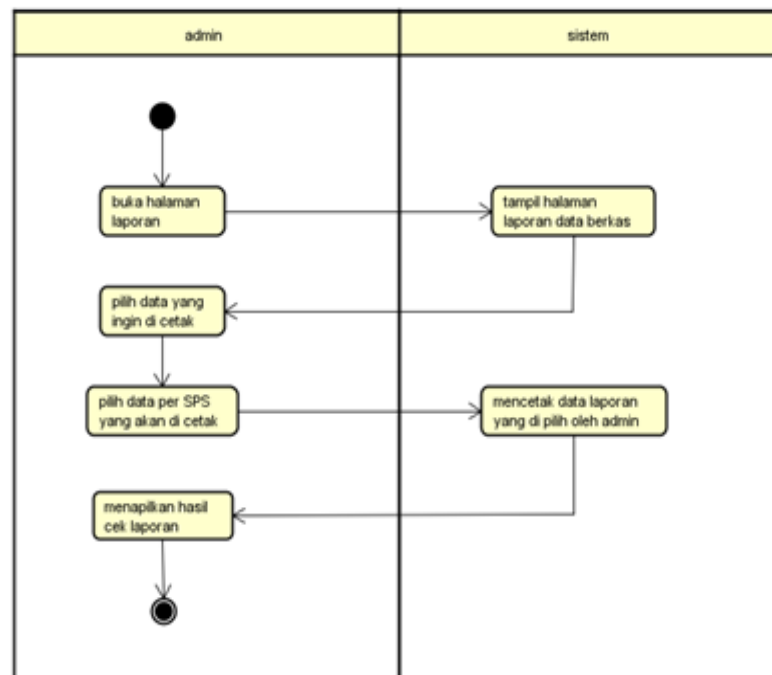 admin
sistem
buka halaman
laporan
tampil halaman
laporan data berkas
pilih data yang
ingin di cetak
pilih data per SPS
yang akan di cetak
mencetak data laporan
yang di pilih oleh admin
menapilkan hasil
cek laporan